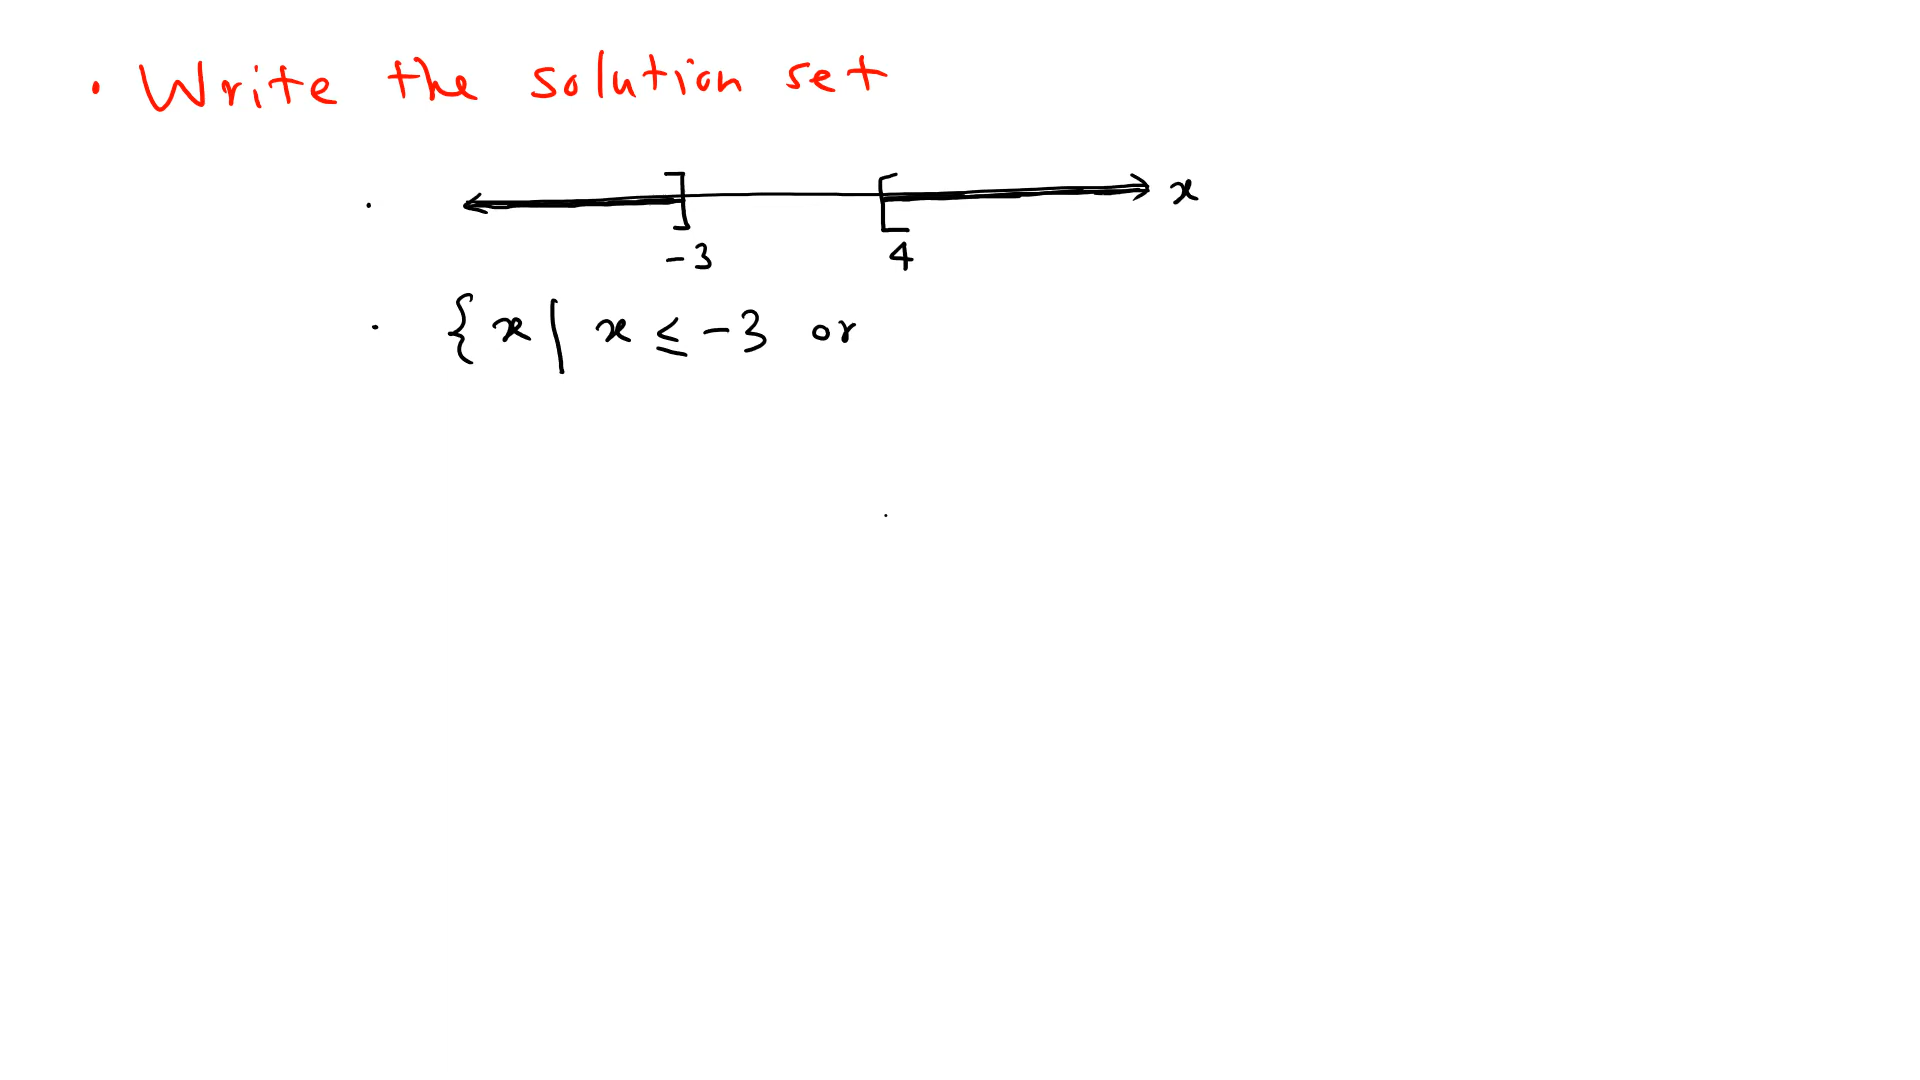 • Write the solution set
x
-3 4
• { x | x ≤ -3 or